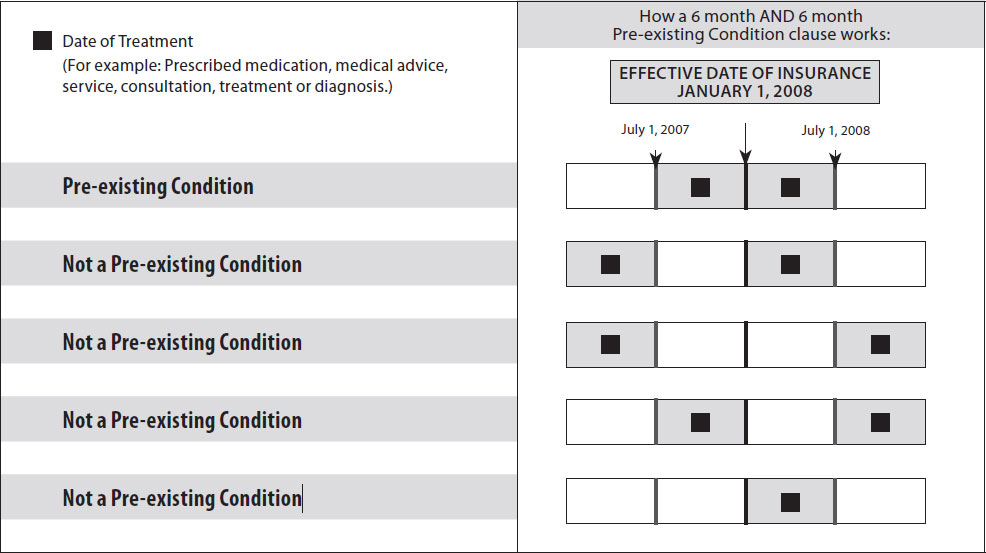 Date of Treatment
(For example: Prescribed medication, medical advice,
service, consultation, treatment or diagnosis.)
How a 6 month AND 6 month
Pre-existing Condition clause works:
EFFECTIVE DATE OF INSURANCE
JANUARY 1, 2008
July 1, 2007
July 1, 2008
Pre-existing Condition
Not a Pre-existing Condition
Not a Pre-existing Condition
Not a Pre-existing Condition
Not a Pre-existing Condition